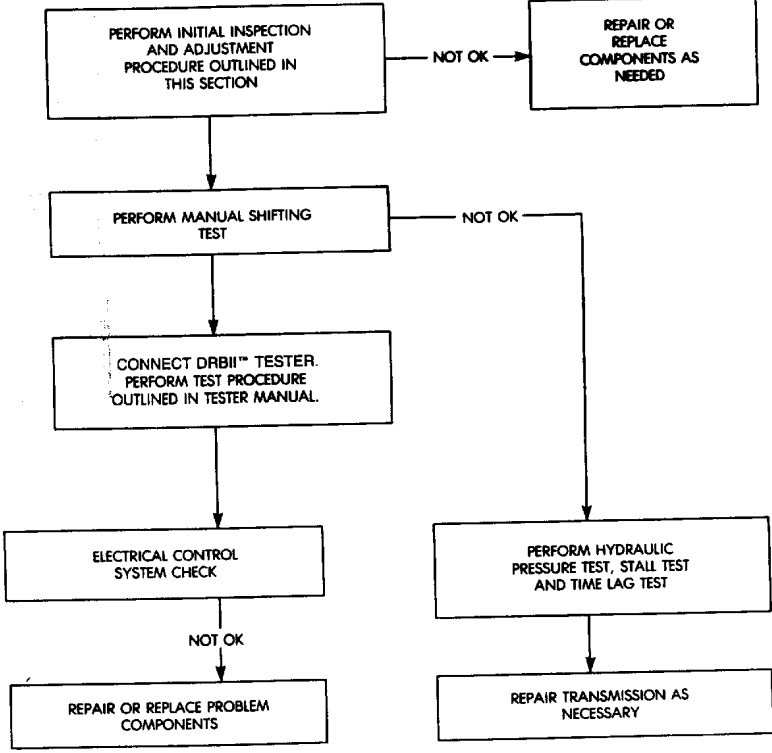 PERFORM INITIAL INSPECTION
AND ADJUSTMENT
PROCEDURE OUTLINED IN
THIS SECTION
NOT OK
REPAIR OR
REPLACE
COMPONENTS AS
NEEDED
PERFORM MANUAL SHIFTING
TEST
NOT OK
CONNECT DRBII™ TESTER.
PERFORM TEST PROCEDURE
OUTLINED IN TESTER MANUAL.
ELECTRICAL CONTROL
SYSTEM CHECK
PERFORM HYDRAULIC
PRESSURE TEST, STALL TEST
AND TIME LAG TEST
NOT OK
REPAIR OR REPLACE PROBLEM
COMPONENTS
REPAIR TRANSMISSION AS
NECESSARY